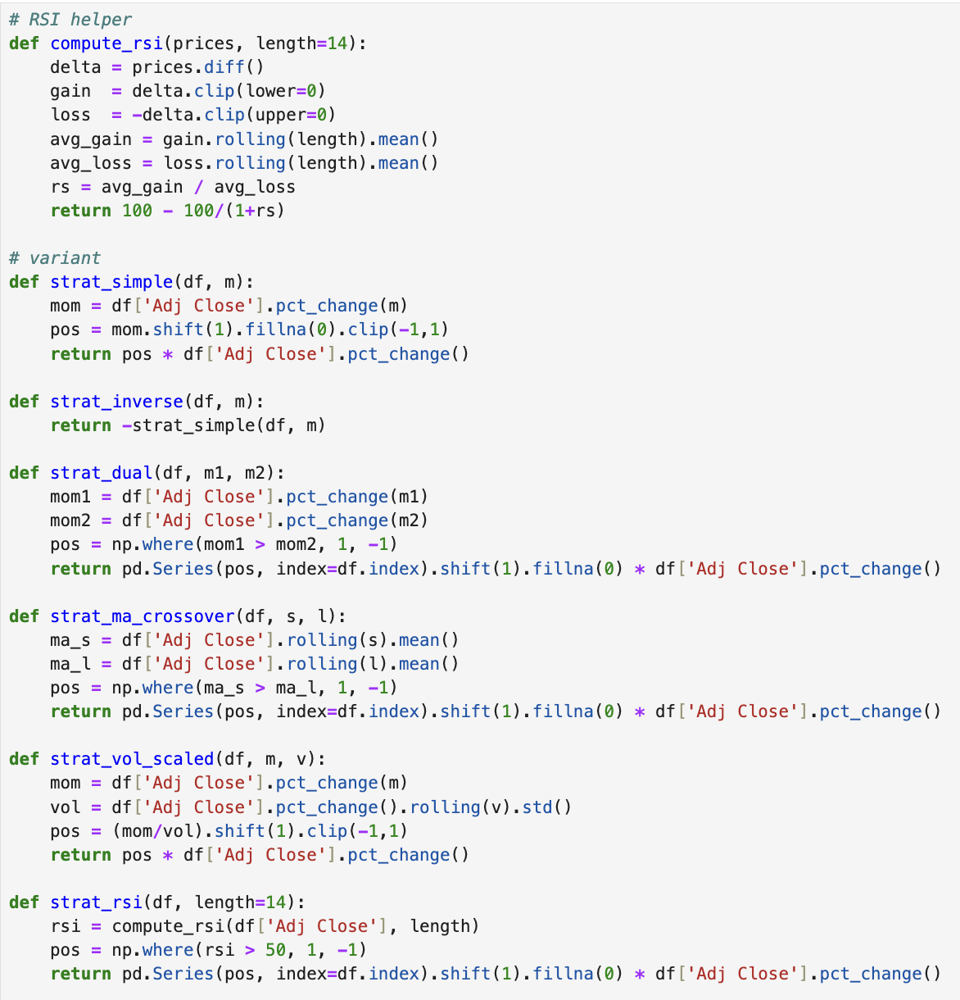 # RSI helper
def compute_rsi(prices, length=14):
    delta = prices.diff()
    gain  = delta.clip(lower=0)
    loss  = -delta.clip(upper=0)
    avg_gain = gain.rolling(length).mean()
    avg_loss = loss.rolling(length).mean()
    rs = avg_gain / avg_loss
    return 100 - 100/(1+rs)

# variant
def strat_simple(df, m):
    mom = df['Adj Close'].pct_change(m)
    pos = mom.shift(1).fillna(0).clip(-1,1)
    return pos * df['Adj Close'].pct_change()

def strat_inverse(df, m):
    return -strat_simple(df, m)

def strat_dual(df, m1, m2):
    mom1 = df['Adj Close'].pct_change(m1)
    mom2 = df['Adj Close'].pct_change(m2)
    pos = np.where(mom1 > mom2, 1, -1)
    return pd.Series(pos, index=df.index).shift(1).fillna(0) * df['Adj Close'].pct_change()

def strat_ma_crossover(df, s, l):
    ma_s = df['Adj Close'].rolling(s).mean()
    ma_l = df['Adj Close'].rolling(l).mean()
    pos = np.where(ma_s > ma_l, 1, -1)
    return pd.Series(pos, index=df.index).shift(1).fillna(0) * df['Adj Close'].pct_change()

def strat_vol_scaled(df, m, v):
    mom = df['Adj Close'].pct_change(m)
    vol = df['Adj Close'].pct_change().rolling(v).std()
    pos = (mom/vol).shift(1).clip(-1,1)
    return pos * df['Adj Close'].pct_change()

def strat_rsi(df, length=14):
    rsi = compute_rsi(df['Adj Close'], length)
    pos = np.where(rsi > 50, 1, -1)
    return pd.Series(pos, index=df.index).shift(1).fillna(0) * df['Adj Close'].pct_change()